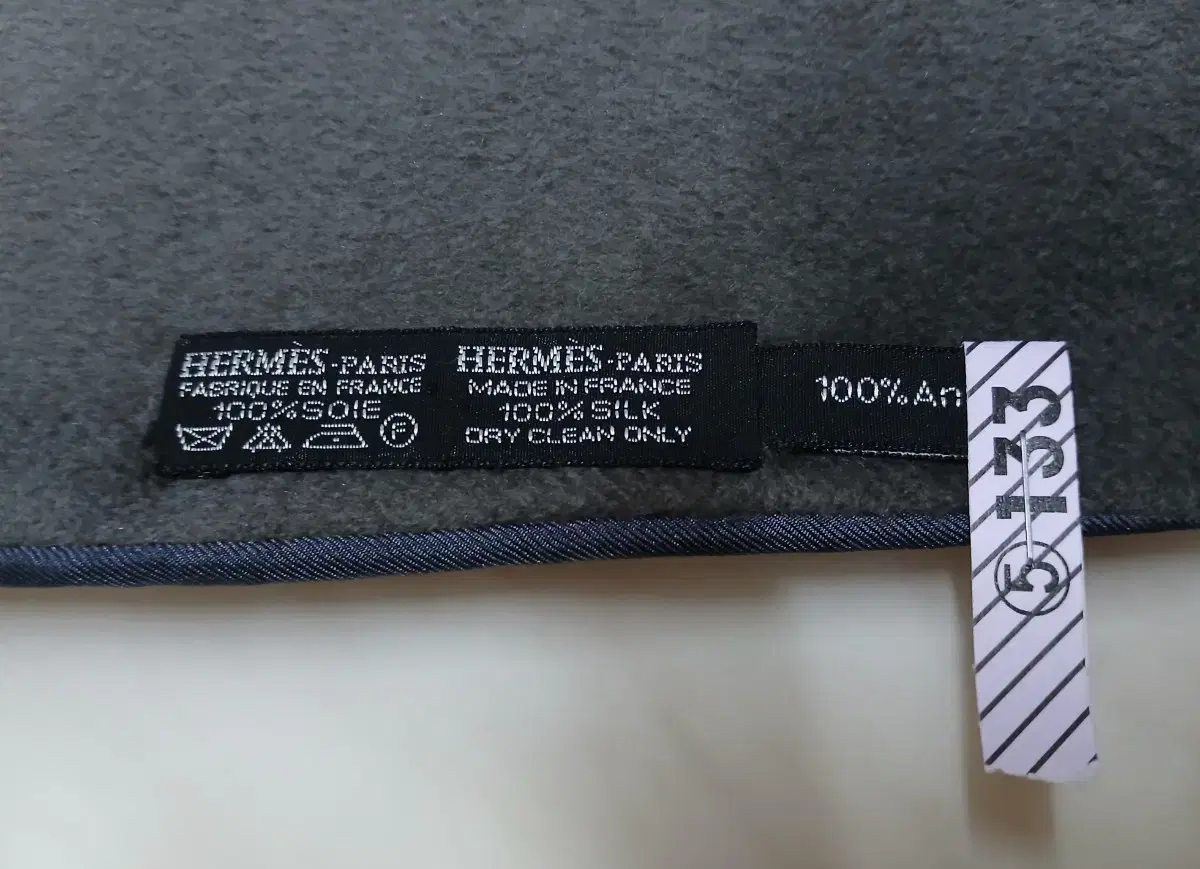 HERMÈS-PARIS
FABRIQUE EN FRANCE
100% SOIE
P
HERMÈS-PARIS
MADE IN FRANCE
100% SILK
DRY CLEAN ONLY
100% An
⑤133